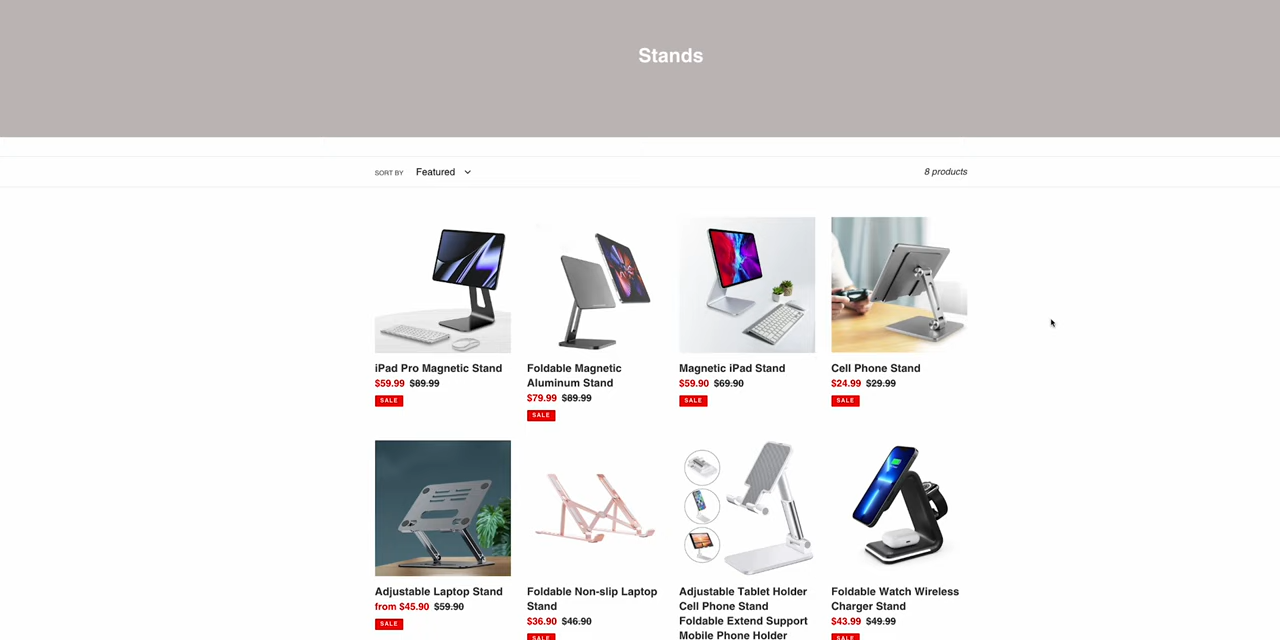 Stands
SORT BY Featured
8 products
iPad Pro Magnetic Stand
$59.99 $89.99
SALE
Foldable Magnetic
Aluminum Stand
$79.99 $89.99
SALE
Magnetic iPad Stand
$59.90 $69.90
SALE
Cell Phone Stand
$24.99 $29.99
SALE
Adjustable Laptop Stand
from $45.90 $59.90
SALE
Foldable Non-slip Laptop
Stand
$36.90 $46.90
SALE
Adjustable Tablet Holder
Cell Phone Stand
Foldable Extend Support
Mobile Phone Holder
Foldable Watch Wireless
Charger Stand
$43.99 $49.99
SALE